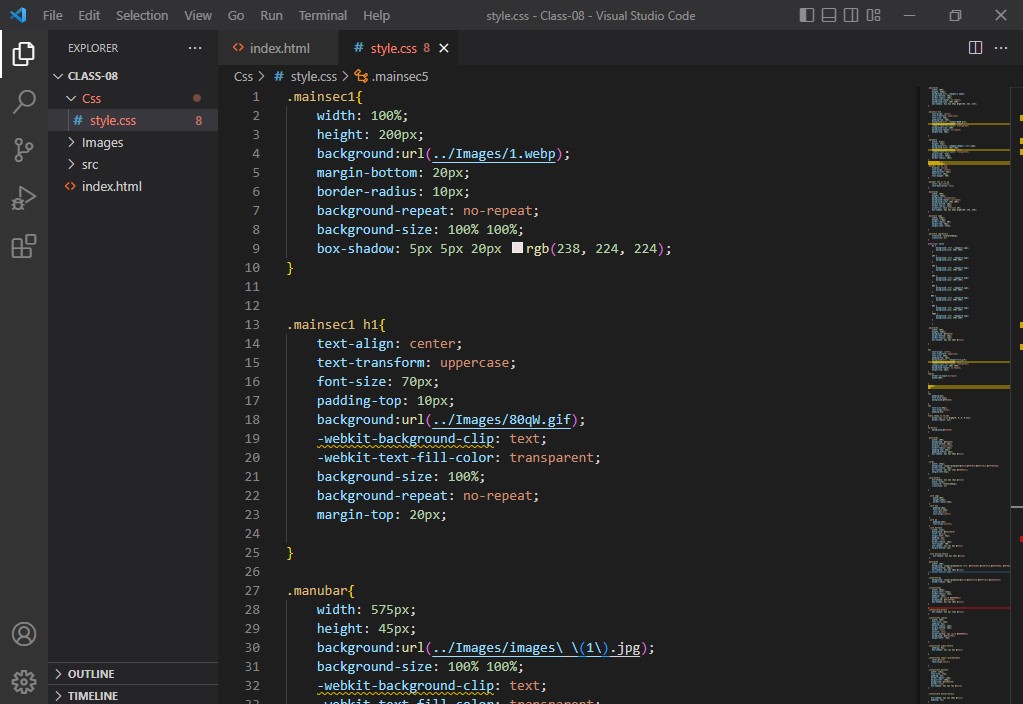 File Edit Selection View Go Run Terminal Help style.css - Class-08 - Visual Studio Code
EXPLORER
index.html
# style.css 8
CLASS-08
Css
# style.css 8
Images
src
index.html
OUTLINE
TIMELINE
Css > # style.css > .mainsec5
1 .mainsec1{
2 width: 100%;
3 height: 200px;
4 background:url(../Images/1.webp);
5 margin-bottom: 20px;
6 border-radius: 10px;
7 background-repeat: no-repeat;
8 background-size: 100% 100%;
9 box-shadow: 5px 5px 20px rgb(238, 224, 224);
10 }
11
12
13 .mainsec1 h1{
14 text-align: center;
15 text-transform: uppercase;
16 font-size: 70px;
17 padding-top: 10px;
18 background:url(../Images/80qW.gif);
19 -webkit-background-clip: text;
20 -webkit-text-fill-color: transparent;
21 background-size: 100%;
22 background-repeat: no-repeat;
23 margin-top: 20px;
24
25 }
26
27 .manubar{
28 width: 575px;
29 height: 45px;
30 background:url(../Images/images\ \(1\).jpg);
31 background-size: 100% 100%;
32 -webkit-background-clip: text;
33 -webkit-text-fill-color: transparent;